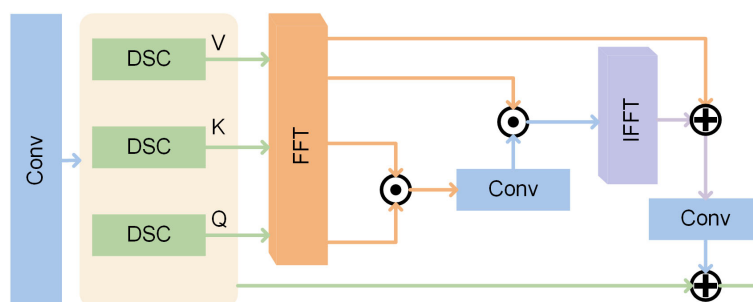 Conv
DSC
V
DSC
K
DSC
Q
FFT
Conv
IFFT
Conv